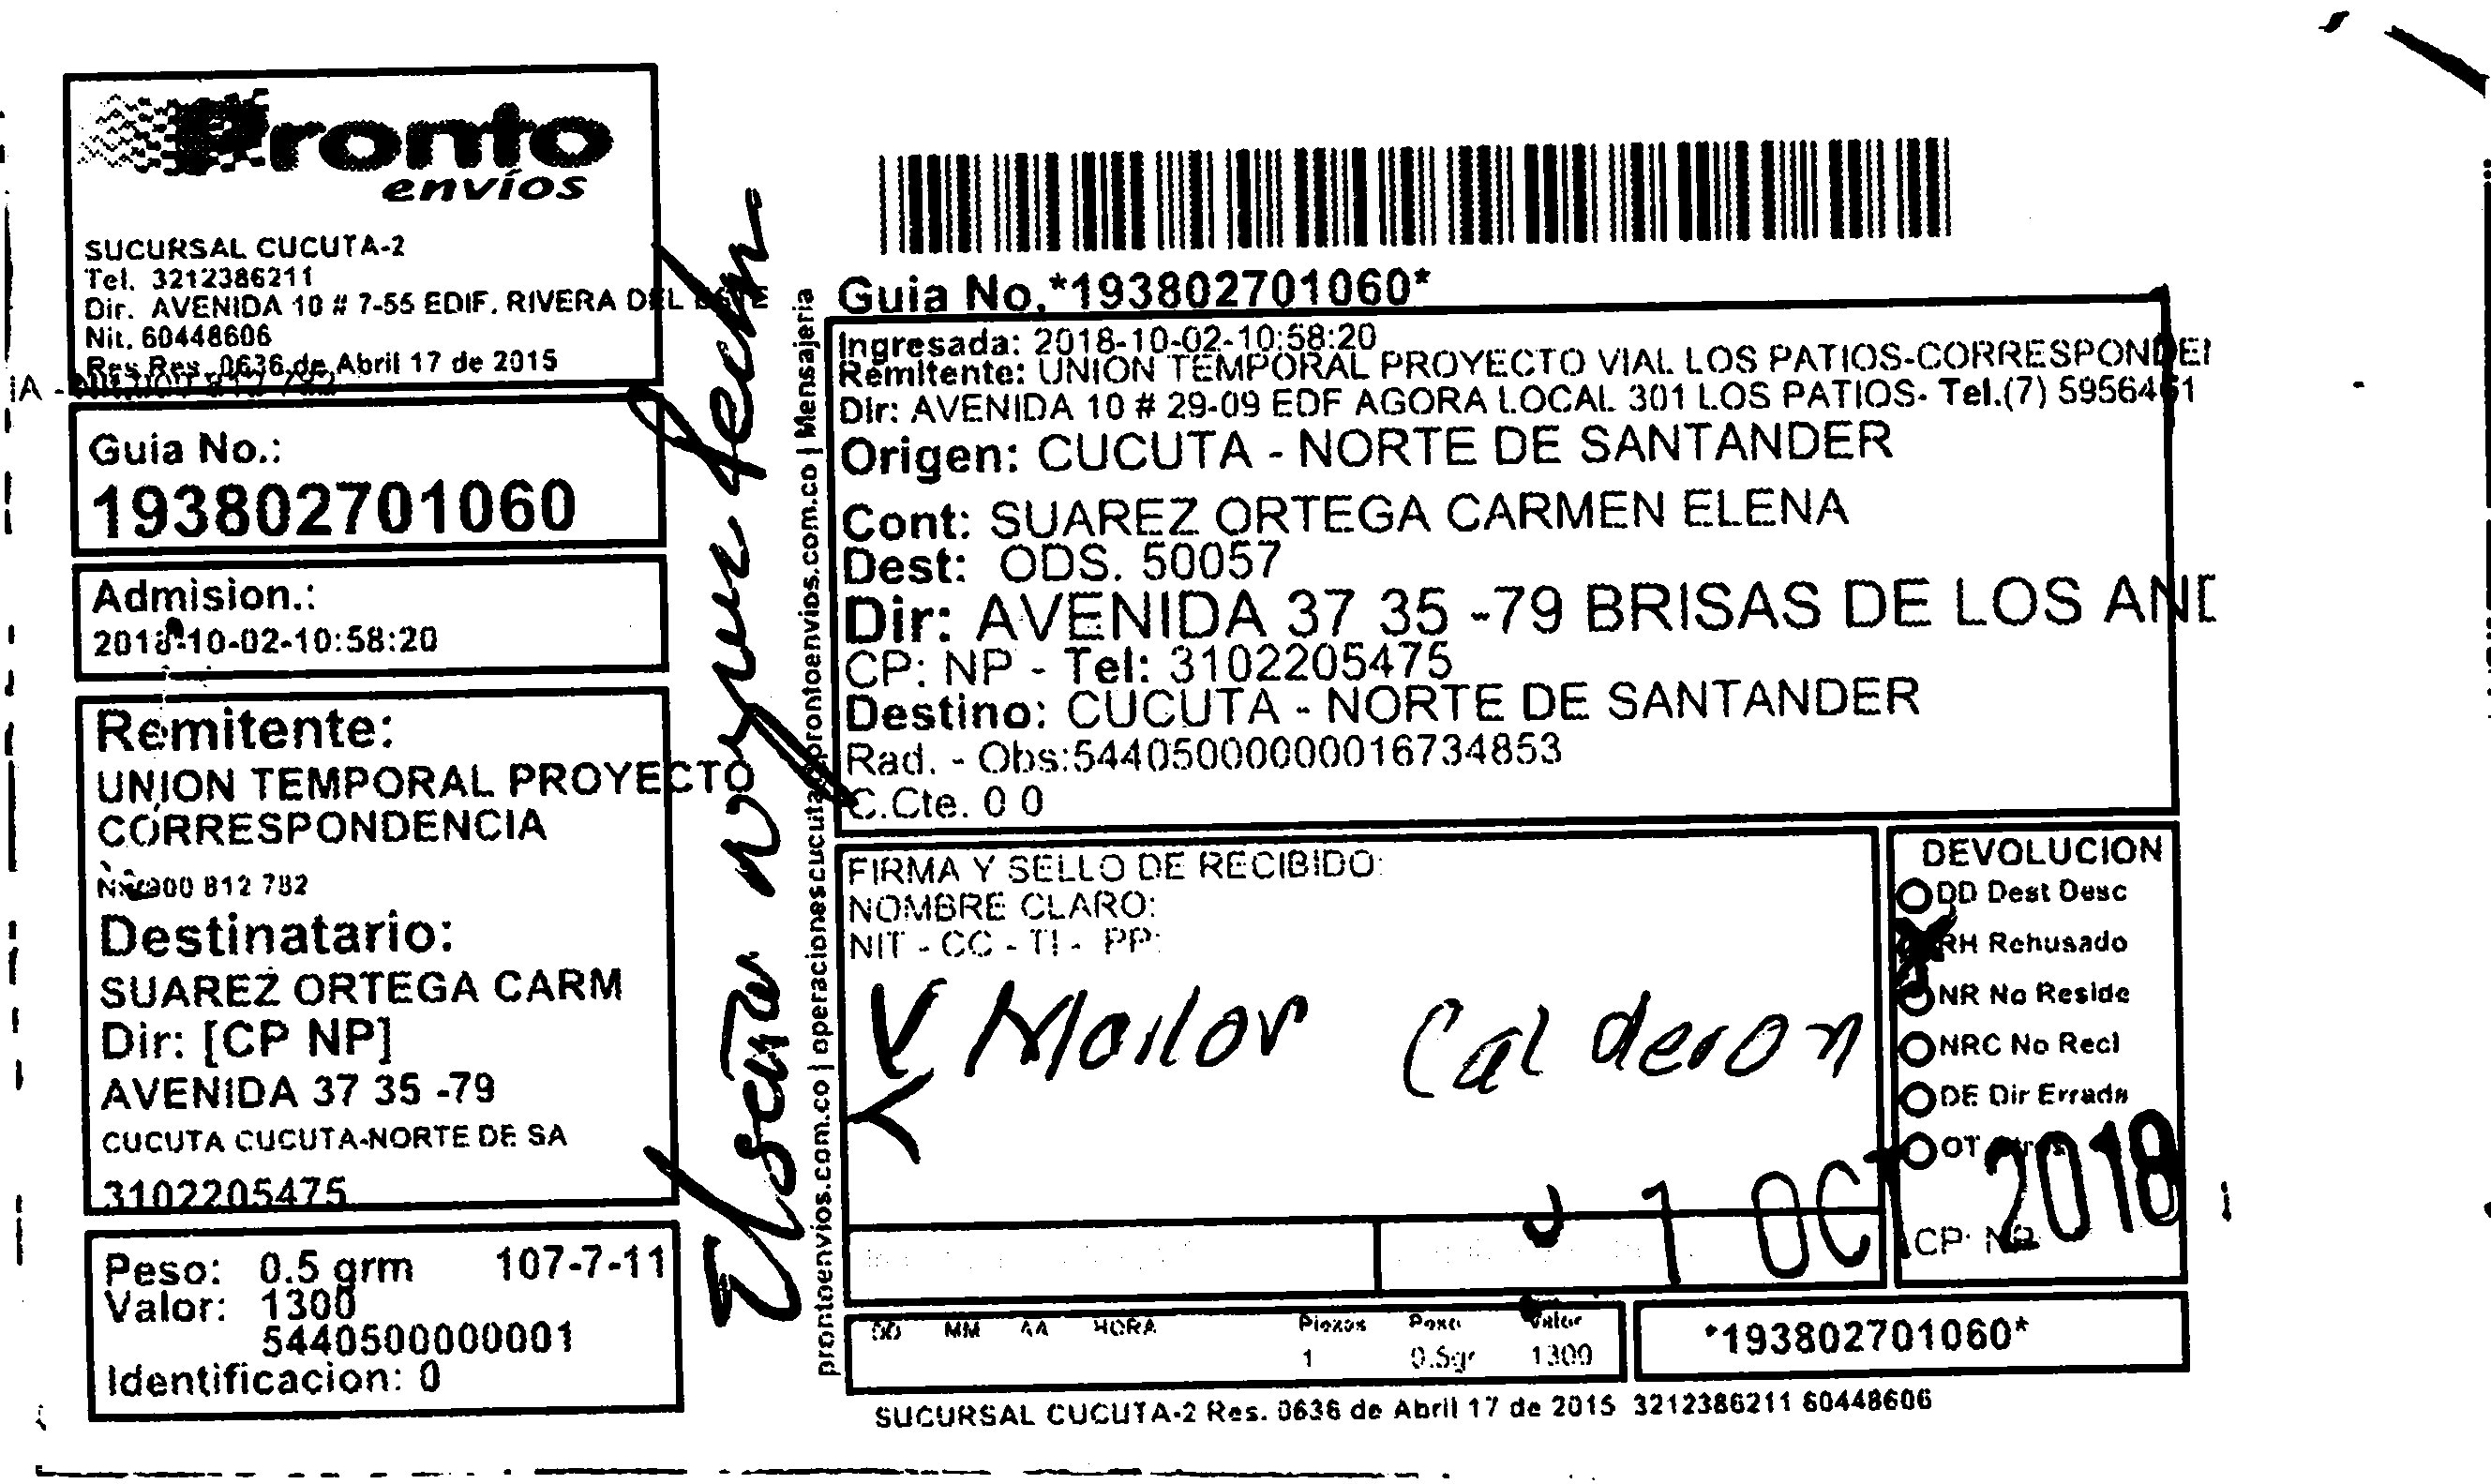 Pronto
envíos
SUCURSAL CUCUTA-2
Tel. 3212386211
Dir. AVENIDA 10 # 7-55 EDIF. RIVERA DEL
Nit. 60448606
Res Res. 0636 de Abril 17 de 2015
Guia No.:
193802701060
Admision.:
2018-10-02-10:58:20
Remitente:
UNION TEMPORAL PROYECTO
CORRESPONDENCIA
900 812 782
Destinatario:
SUAREZ ORTEGA CARM
Dir: [CP NP]
AVENIDA 37 35 -79
CUCUTA CUCUTA-NORTE DE SA
3102205475
Peso: 0.5 grm 107-7-11
Valor: 1300
5440500000001
Identificacion: 0
prontoenvios.com.co | Mensajeria
prontoenvios.com.co |
Guia No.*193802701060*
Ingresada: 2018-10-02-10:58:20
Remitente: UNION TEMPORAL PROYECTO VIAL LOS PATIOS-CORRESPONDEI
Dir: AVENIDA 10 # 29-09 EDF AGORA LOCAL 301 LOS PATIOS- Tel.(7) 5956461
Origen: CUCUTA - NORTE DE SANTANDER
Cont: SUAREZ ORTEGA CARMEN ELENA
Dest: ODS. 50057
Dir: AVENIDA 37 35 -79 BRISAS DE LOS AND
CP: NP - Tel: 3102205475
Destino: CUCUTA - NORTE DE SANTANDER
Rad. - Obs:54405000000016734853
C.Cte. 0 0
FIRMA Y SELLO DE RECIBIDO:
NOMBRE CLARO:
NIT - CC - TI - PP:
Calderon
DEVOLUCION
DD Dest Desc
RH Rehusado
NR No Reside
NRC No Recl
DE Dir Errada
OT
CP: NP
OCT 2018
DD MM AA HORA Piezas Peso Valor
1 0.5gr 1300
*193802701060*
SUCURSAL CUCUTA-2 Res. 0636 de Abril 17 de 2015 3212386211 60448606